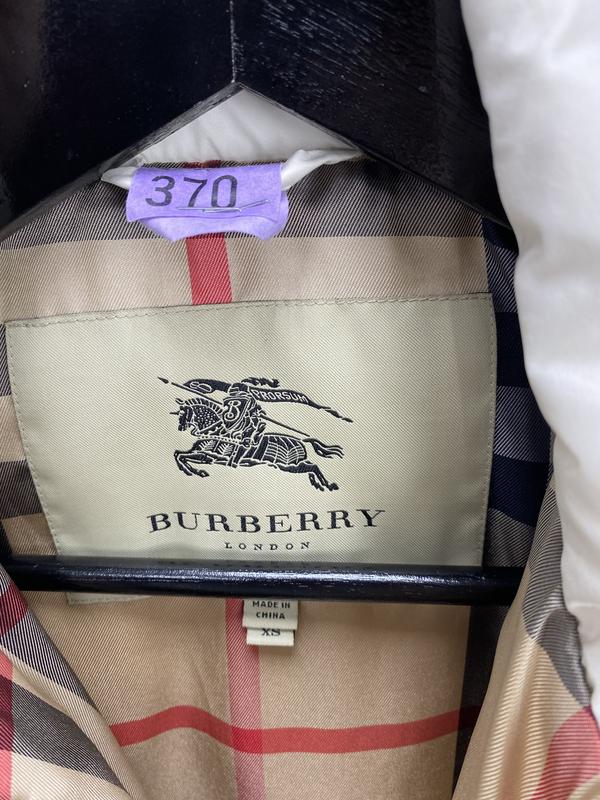 370
PRORSUM
B
BURBERRY
LONDON
MADE IN
CHINA
XS